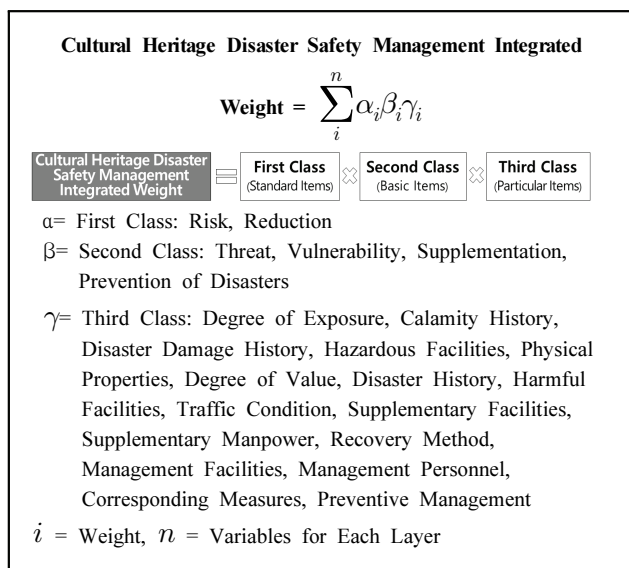 Cultural Heritage Disaster Safety Management Integrated
Weight = \sum_{i}^{n} α_i β_i γ_i
Cultural Heritage Disaster
Safety Management
Integrated Weight
=
First Class
(Standard Items)
×
Second Class
(Basic Items)
×
Third Class
(Particular Items)
α= First Class: Risk, Reduction
β= Second Class: Threat, Vulnerability, Supplementation,
Prevention of Disasters
γ= Third Class: Degree of Exposure, Calamity History,
Disaster Damage History, Hazardous Facilities, Physical
Properties, Degree of Value, Disaster History, Harmful
Facilities, Traffic Condition, Supplementary Facilities,
Supplementary Manpower, Recovery Method,
Management Facilities, Management Personnel,
Corresponding Measures, Preventive Management
i = Weight, n = Variables for Each Layer